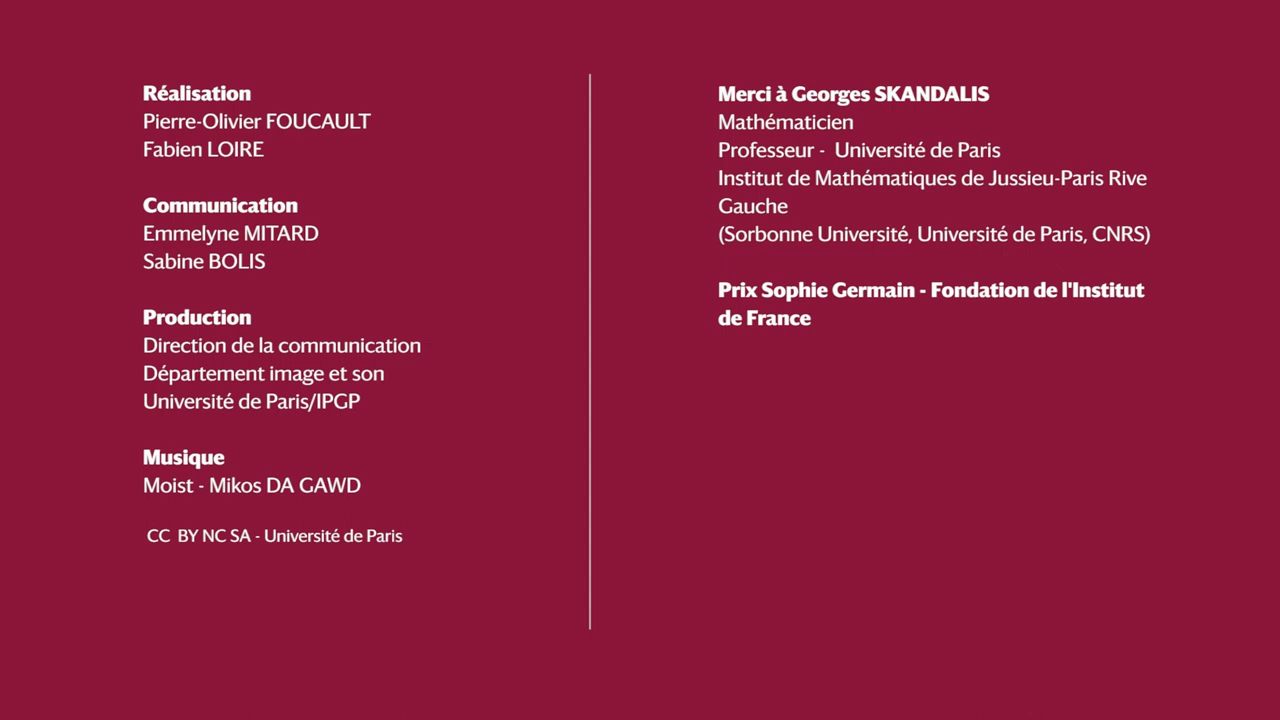 Réalisation
Pierre-Olivier FOUCAULT
Fabien LOIRE
Communication
Emmelyne MITARD
Sabine BOLIS
Production
Direction de la communication
Département image et son
Université de Paris/IPGP
Musique
Moist - Mikos DA GAWD
CC BY NC SA - Université de Paris
Merci à Georges SKANDALIS
Mathématicien
Professeur - Université de Paris
Institut de Mathématiques de Jussieu-Paris Rive
Gauche
(Sorbonne Université, Université de Paris, CNRS)
Prix Sophie Germain - Fondation de l'Institut
de France